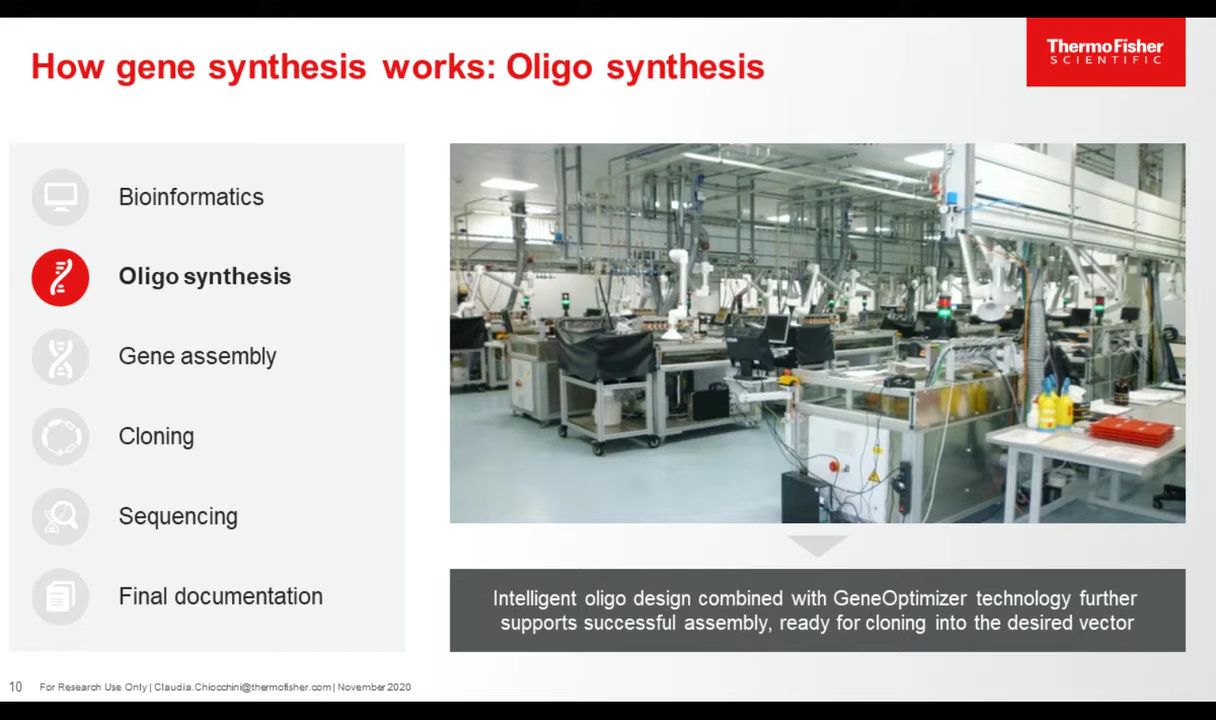 How gene synthesis works: Oligo synthesis
ThermoFisher
SCIENTIFIC
Bioinformatics
Oligo synthesis
Gene assembly
Cloning
Sequencing
Final documentation
Intelligent oligo design combined with GeneOptimizer technology further
supports successful assembly, ready for cloning into the desired vector
10 For Research Use Only | Claudia.Chiocchini@thermofisher.com | November 2020